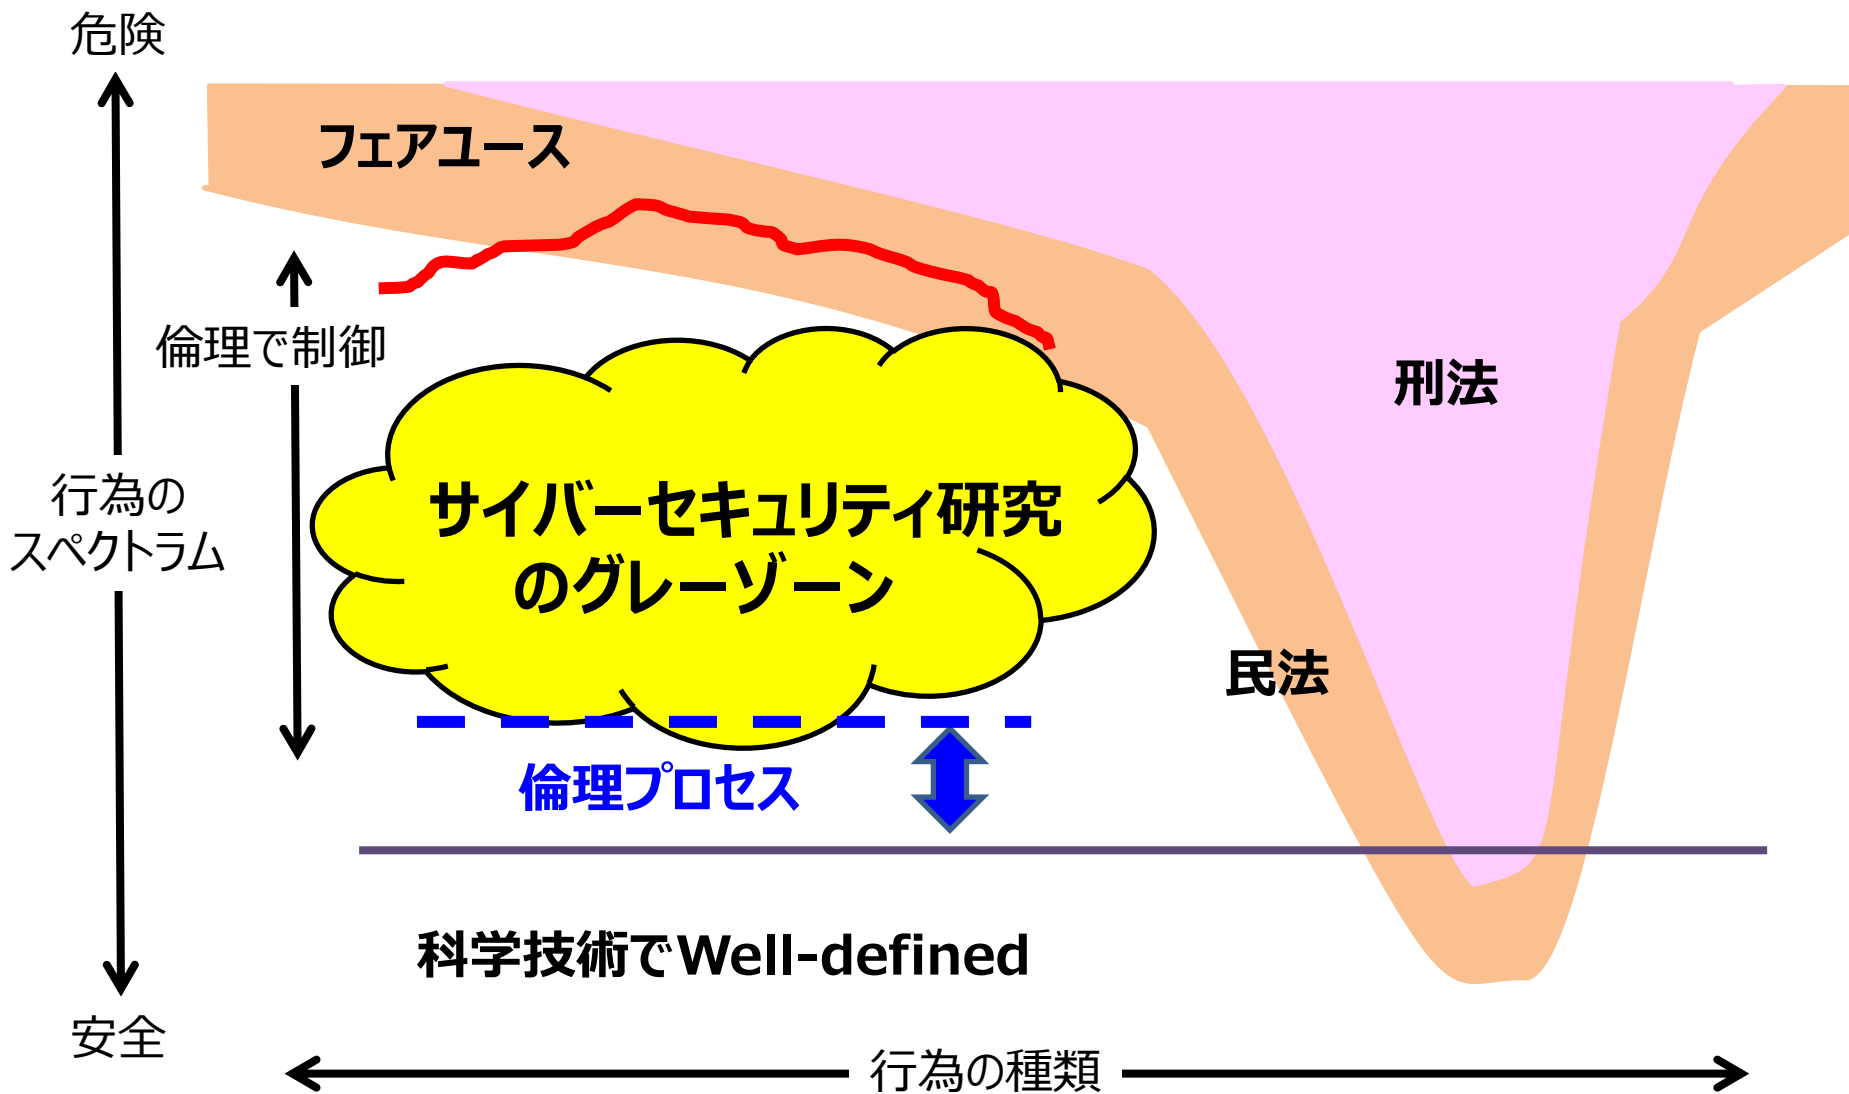 危険
フェアユース
倫理で制御
刑法
行為の
スペクトラム
サイバーセキュリティ研究
のグレーゾーン
民法
倫理プロセス
科学技術でWell-defined
安全
行為の種類